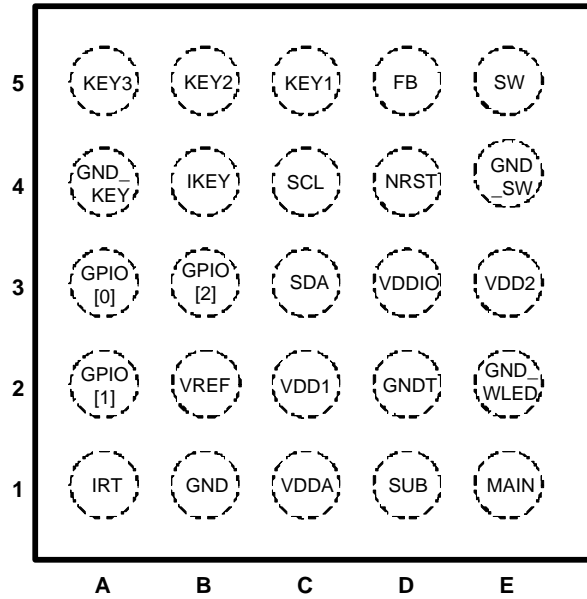 5 KEY3 KEY2 KEY1 FB SW
4 GND_
KEY IKEY SCL NRST GND
_SW
3 GPIO
[0] GPIO
[2] SDA VDDIO VDD2
2 GPIO
[1] VREF VDD1 GNDT GND_
WLED
1 IRT GND VDDA SUB MAIN
A B C D E